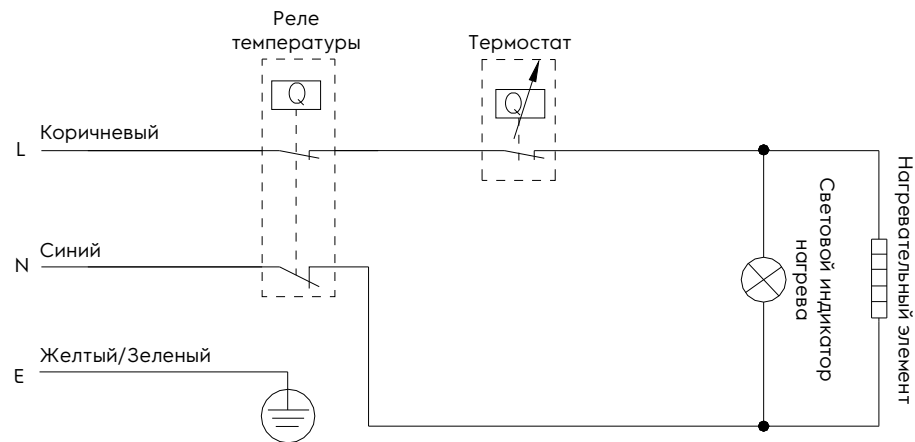 Реле
температуры
Термостат
Q
Q
L
Коричневый
N
Синий
E
Желтый/Зеленый
Световой индикатор
нагрева
Нагревательный элемент